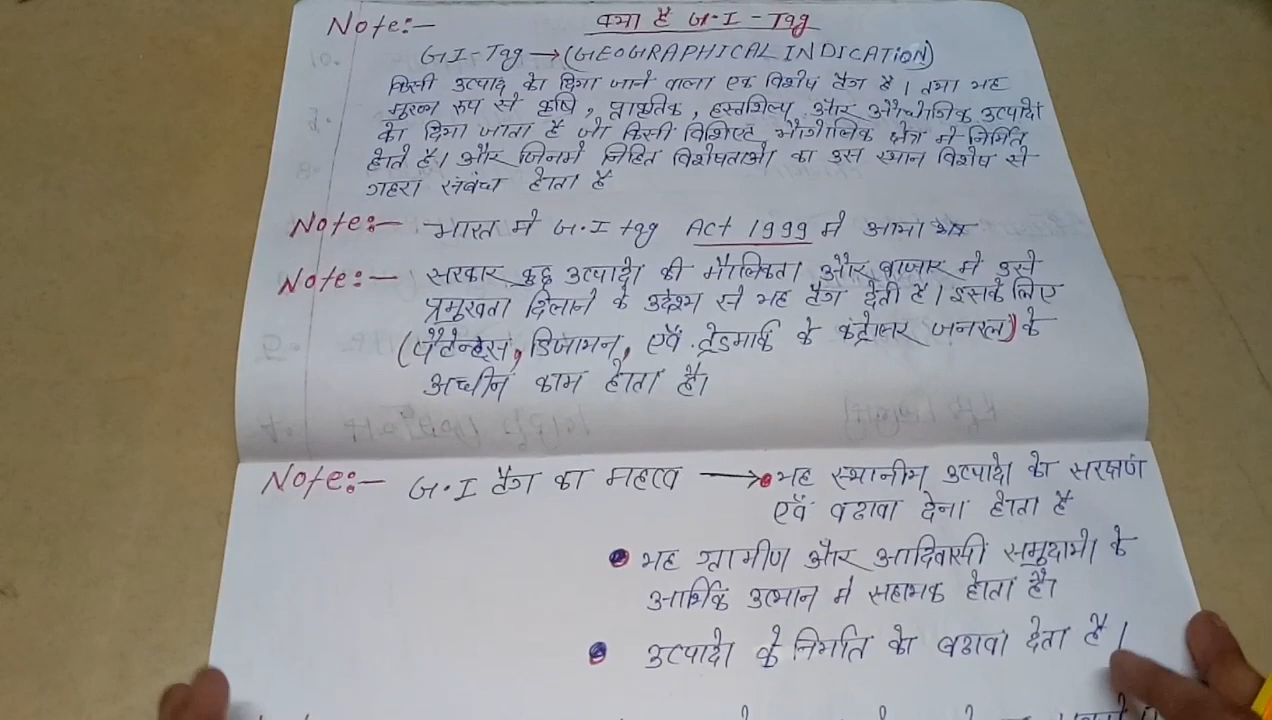 Note:- क्या है G.I-Tag
GI-Tag → (GEOGRAPHICAL INDICATION)
किसी उत्पाद को दिया जाने वाला एक विशेष टैग है। तथा यह
मुख्य रूप से कृषि, प्राकृतिक, हस्तशिल्प और औद्योगिक उत्पादो
को दिया जाता है जो किसी विशिष्ट भौगोलिक क्षेत्र मे निर्मित
होते है। और जिनमे निहित विशेषताओ का उस स्थान विशेष से
गहरा संबंध होता है
Note:- भारत मे G.I tag Act 1999 मे आया
Note:- सरकार कुछ उत्पादो की मौलिकता और बाजार मे उसे
प्रमुखता दिलाने के उद्देश्य से यह टैग देती है। इसके लिए
(पैटेन्ट्स, डिजायन, एवं ट्रेडमार्क के कंट्रोलर जनरल) के
अधीन काम होता है।
Note:- G.I टैग का महत्व → • यह स्थानीय उत्पादो को सरक्षण
एवं बढावा देना होता है
• यह ग्रामीण और आदिवासी समुदायो के
आर्थिक उत्थान मे सहायक होता है।
• उत्पादो के निर्यात को बढावा देता है।